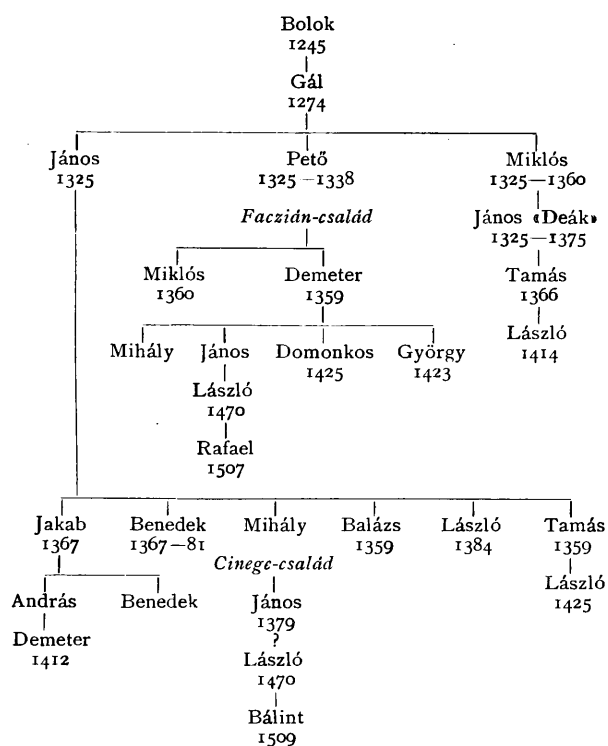 Bolok
1245
Gál
1274
János Pető Miklós
1325 1325–1338 1325–1360
Faczián-család János «Deák»
1325–1375
Miklós Demeter Tamás
1360 1359 1366
Mihály János Domonkos György László
1425 1423 1414
László
1470
Rafael
1507
Jakab Benedek Mihály Balázs László Tamás
1367 1367–81 1359 1384 1359
Cinege-család
László
1425
András Benedek János
1379
?
Demeter László
1412 1470
Bálint
1509